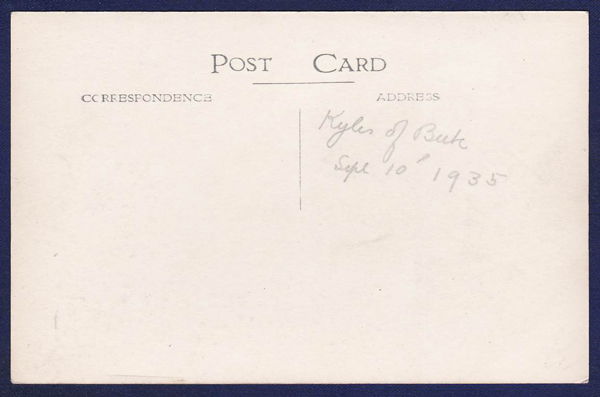 POST CARD
CORRESPONDENCE
ADDRESS
Kyles of Bute
Sept 10 1935